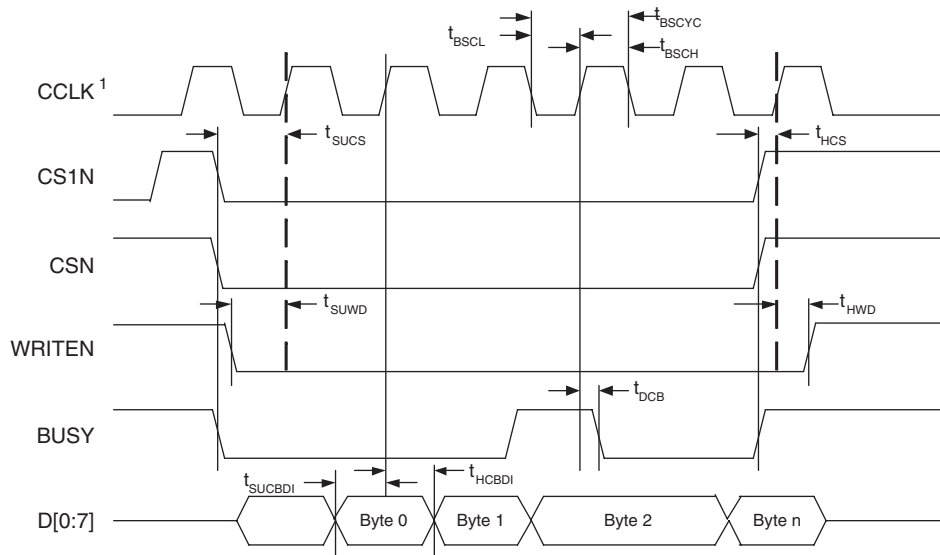 tBSCYC
tBSCL
tBSCH
CCLK 1
tSUCS
tHCS
CS1N
CSN
tSUWD
tHWD
WRITEN
tDCB
BUSY
tSUCBDI
tHCBDI
D[0:7]
Byte 0
Byte 1
Byte 2
Byte n